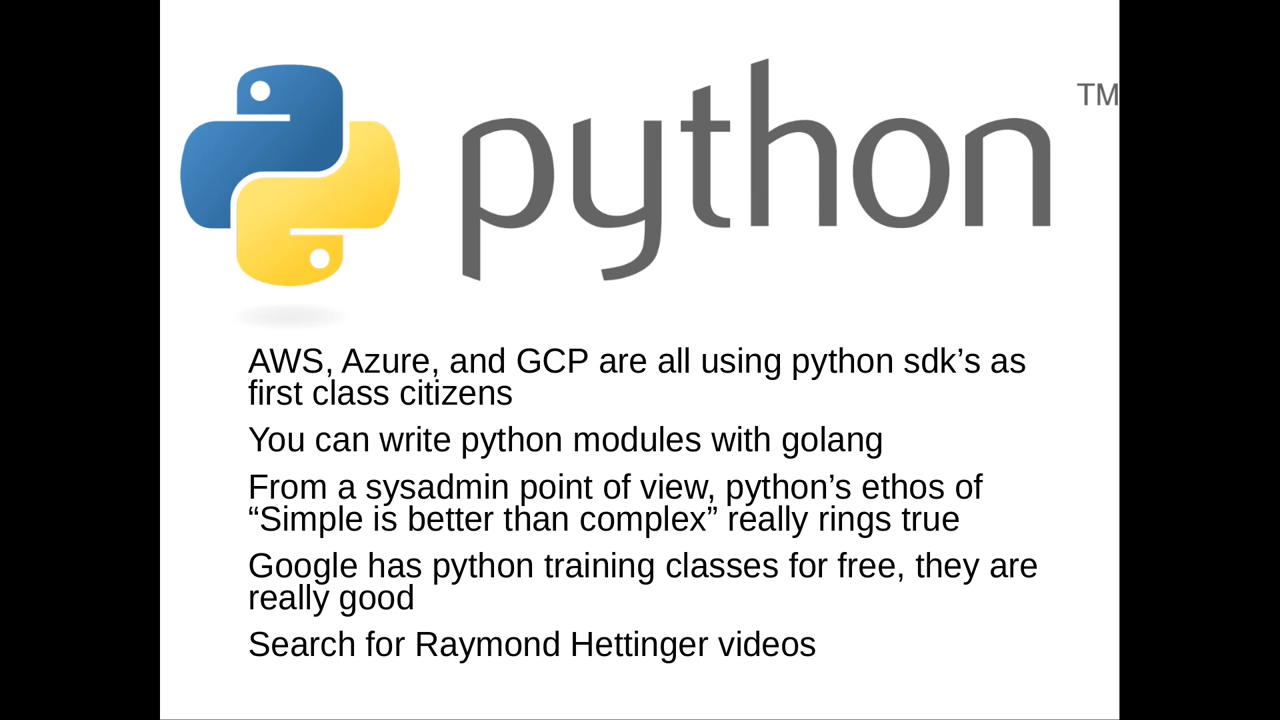 python
TM
AWS, Azure, and GCP are all using python sdk’s as
first class citizens
You can write python modules with golang
From a sysadmin point of view, python’s ethos of
“Simple is better than complex” really rings true
Google has python training classes for free, they are
really good
Search for Raymond Hettinger videos